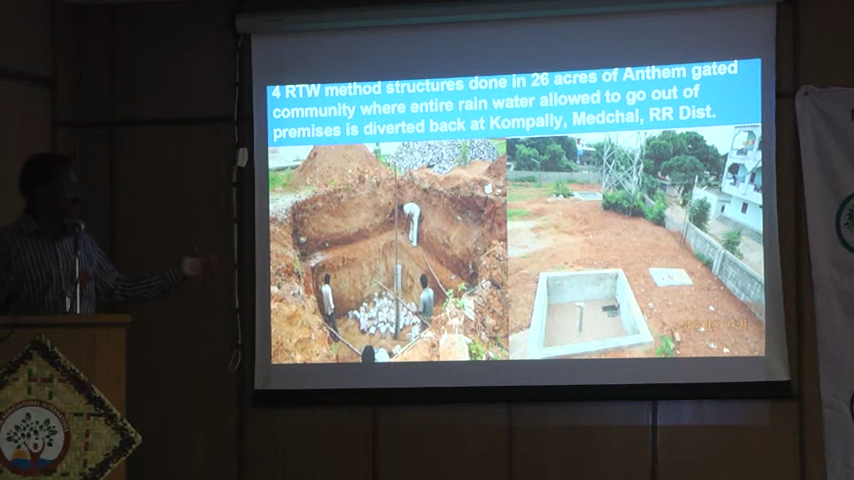 4 RTW method structures done in 26 acres of Anthem gated
community where entire rain water allowed to go out of
premises is diverted back at Kompally, Medchal, RR Dist.